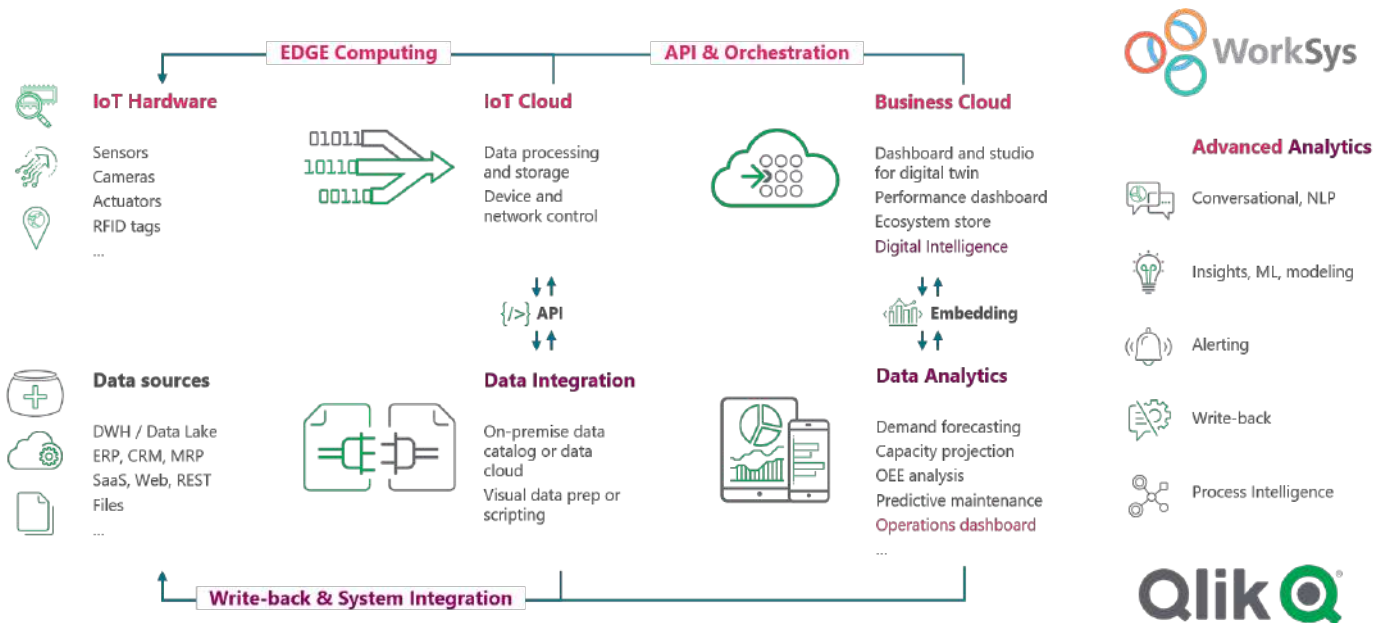 EDGE Computing
API & Orchestration
WorkSys
IoT Hardware
Sensors
Cameras
Actuators
RFID tags
...
01011
10110
00110
IoT Cloud
Data processing
and storage
Device and
network control
Business Cloud
Dashboard and studio
for digital twin
Performance dashboard
Ecosystem store
Digital Intelligence
Advanced Analytics
Conversational, NLP
Insights, ML, modeling
Alerting
Write-back
Process Intelligence
{/>} API
Embedding
Data sources
DWH / Data Lake
ERP, CRM, MRP
SaaS, Web, REST
Files
...
Data Integration
On-premise data
catalog or data
cloud
Visual data prep or
scripting
Data Analytics
Demand forecasting
Capacity projection
OEE analysis
Predictive maintenance
Operations dashboard
...
Write-back & System Integration
Qlik